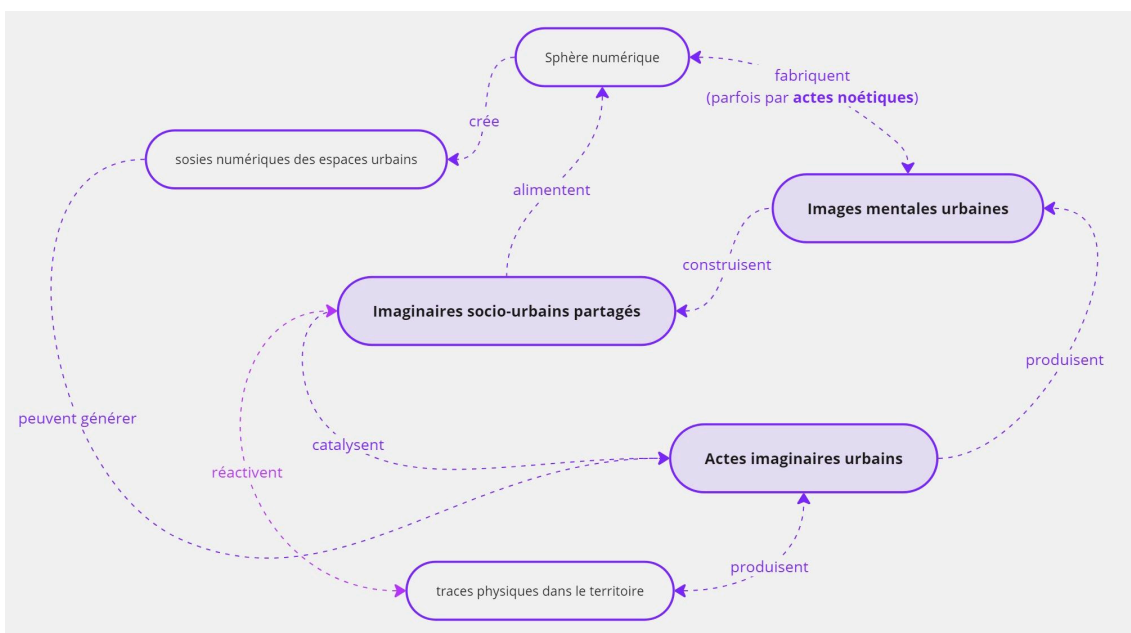 Sphère numérique
fabriquent
(parfois par actes noétiques)
crée
sosies numériques des espaces urbains
alimentent
Images mentales urbaines
construisent
Imaginaires socio-urbains partagés
produisent
peuvent générer
catalysent
Actes imaginaires urbains
réactivent
produisent
traces physiques dans le territoire